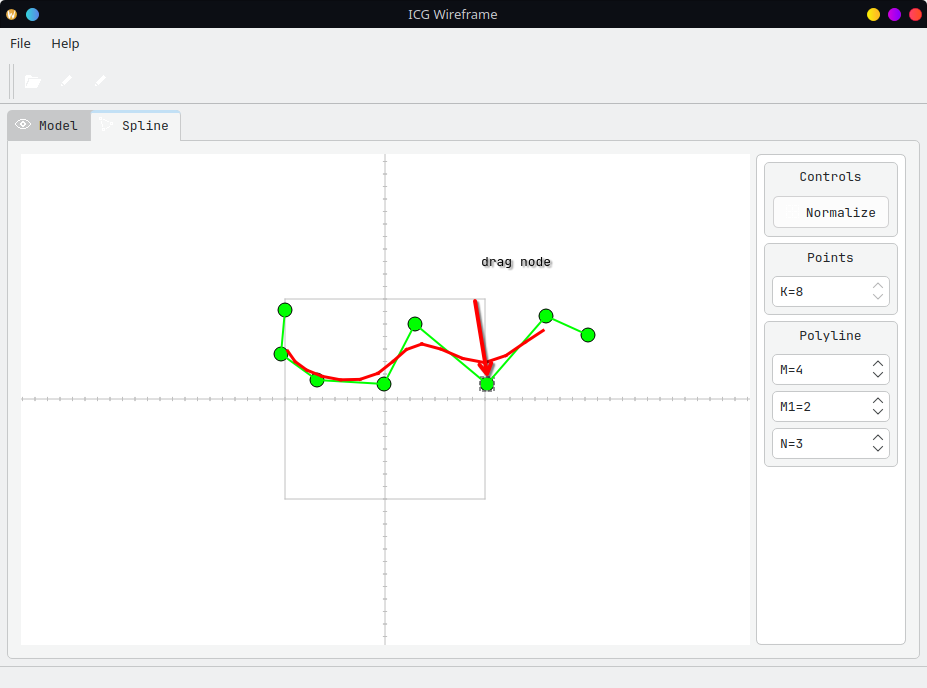 ICG Wireframe
File Help
Model Spline
Controls
Normalize
drag node
Points
K=8
Polyline
M=4
M1=2
N=3